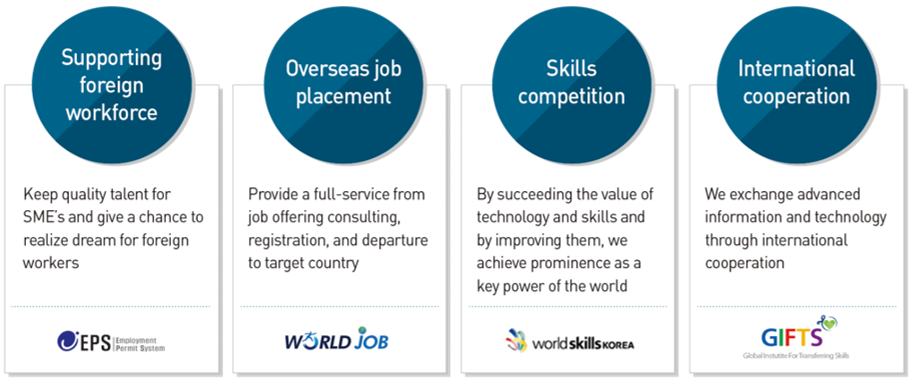 Supporting
foreign
workforce
Keep quality talent for
SME's and give a chance to
realize dream for foreign
workers
EPS Employment
Permit System
Overseas job
placement
Provide a full-service from
job offering consulting,
registration, and departure
to target country
WORLD JOB
Skills
competition
By succeeding the value of
technology and skills and
by improving them, we
achieve prominence as a
key power of the world
worldskills KOREA
International
cooperation
We exchange advanced
information and technology
through international
cooperation
GIFTS
Global Instutite For Transferring Skills